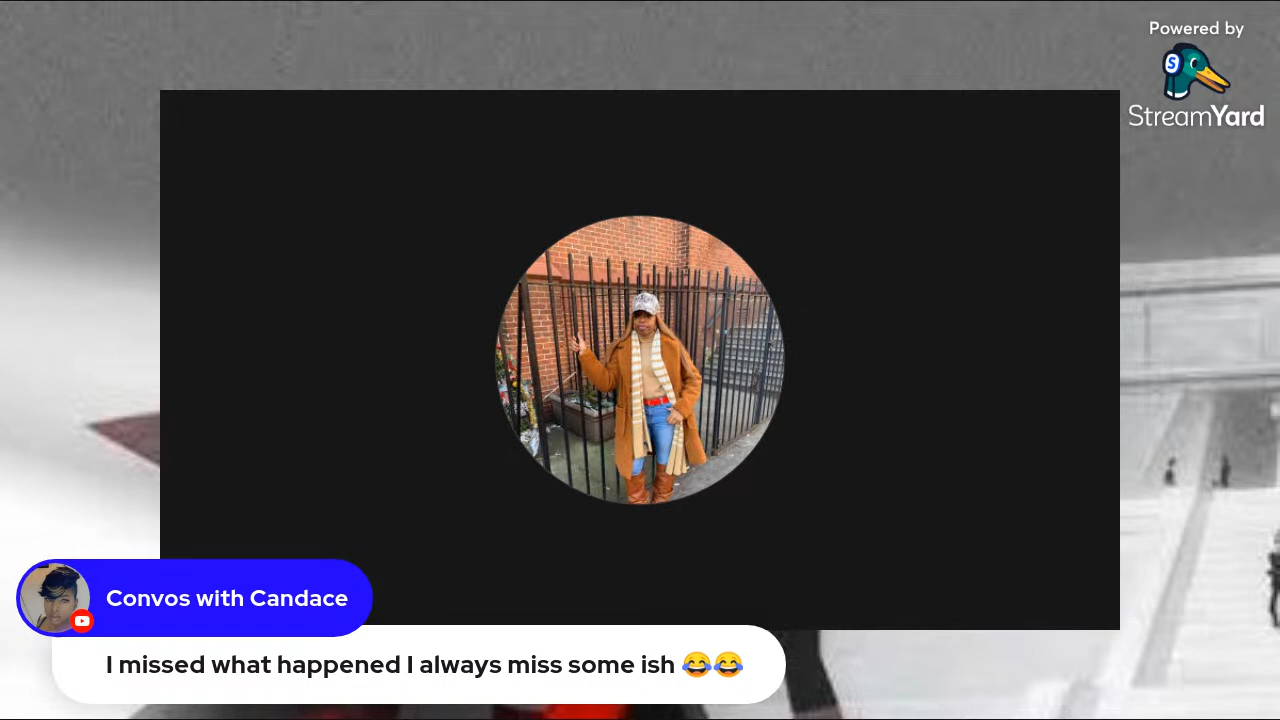 Powered by
StreamYard
Convos with Candace
I missed what happened I always miss some ish 😂😂